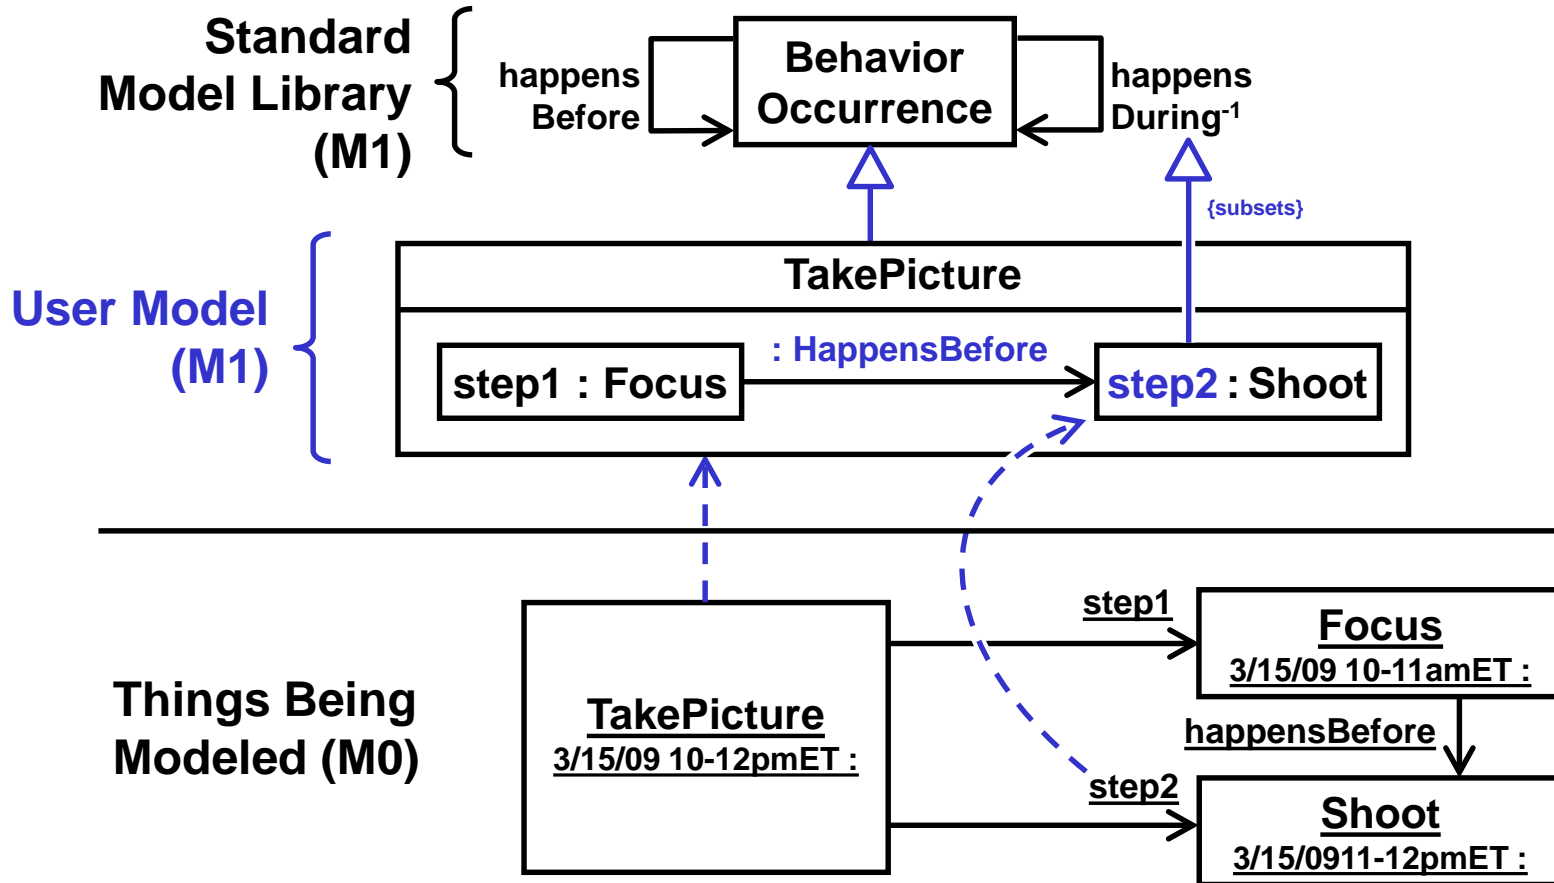 Standard
Model Library
(M1)
happens
Before
Behavior
Occurrence
happens
During-1
{subsets}
User Model
(M1)
TakePicture
: HappensBefore
step1 : Focus
step2 : Shoot
Things Being
Modeled (M0)
TakePicture
3/15/09 10-12pmET :
step1
Focus
3/15/09 10-11amET :
happensBefore
step2
Shoot
3/15/0911-12pmET :